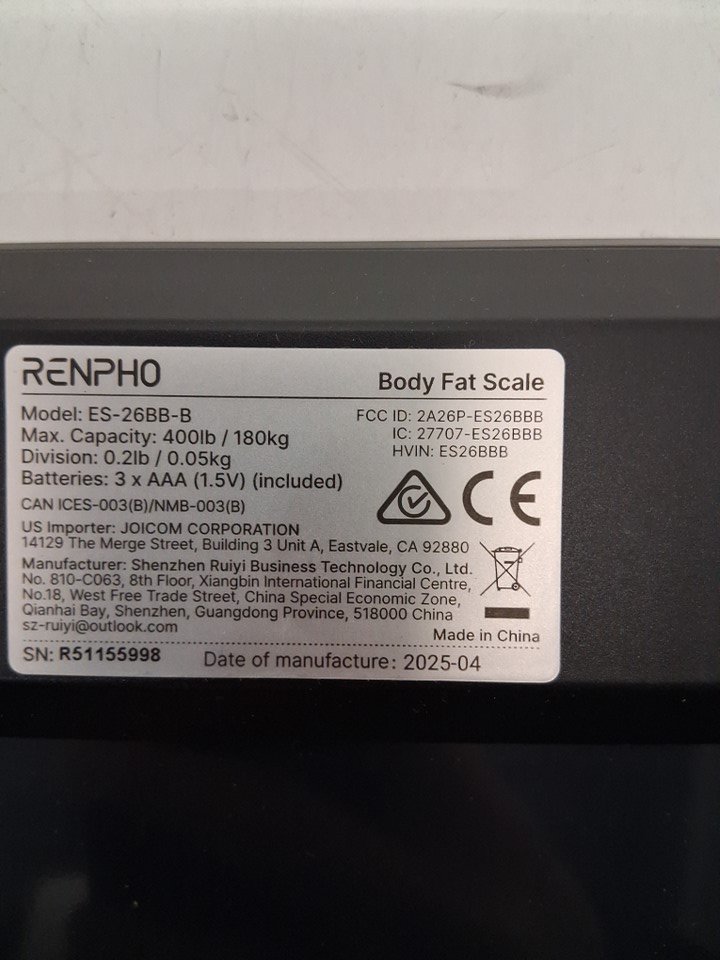 RENPHO
Body Fat Scale
Model: ES-26BB-B
Max. Capacity: 400lb / 180kg
Division: 0.2lb / 0.05kg
Batteries: 3 x AAA (1.5V) (included)
CAN ICES-003(B)/NMB-003(B)
FCC ID: 2A26P-ES26BBB
IC: 27707-ES26BBB
HVIN: ES26BBB
CE
US Importer: JOICOM CORPORATION
14129 The Merge Street, Building 3 Unit A, Eastvale, CA 92880
Manufacturer: Shenzhen Ruiyi Business Technology Co., Ltd.
No. 810-C063, 8th Floor, Xiangbin International Financial Centre,
No.18, West Free Trade Street, China Special Economic Zone,
Qianhai Bay, Shenzhen, Guangdong Province, 518000 China
sz-ruiyi@outlook.com
Made in China
SN: R51155998
Date of manufacture: 2025-04